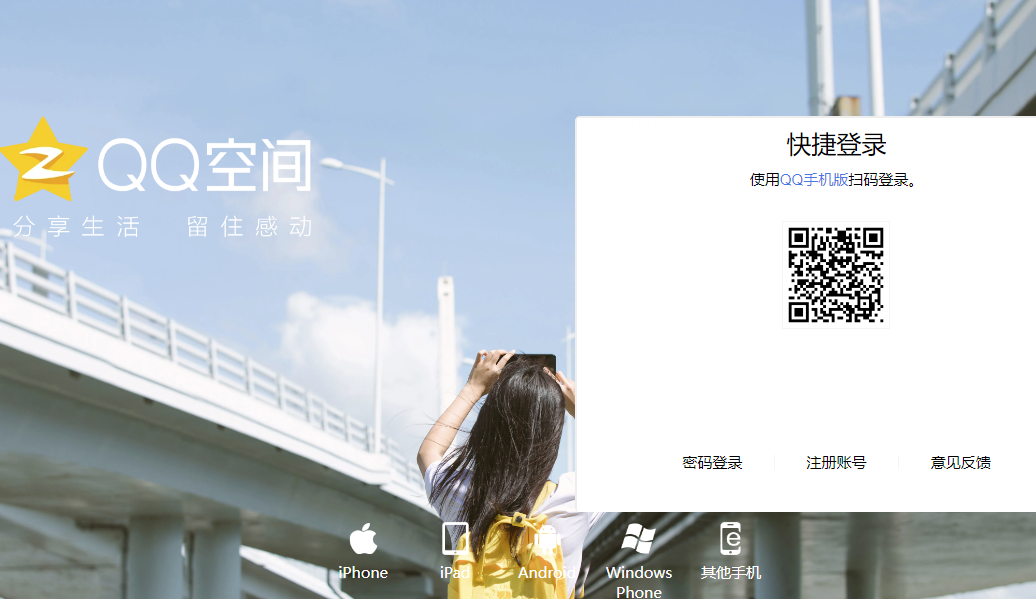 QQ空间
分享生活 留住感动
快捷登录
使用QQ手机版扫码登录。
密码登录
注册账号
意见反馈
iPhone
iPad
Android
Windows
Phone
其他手机